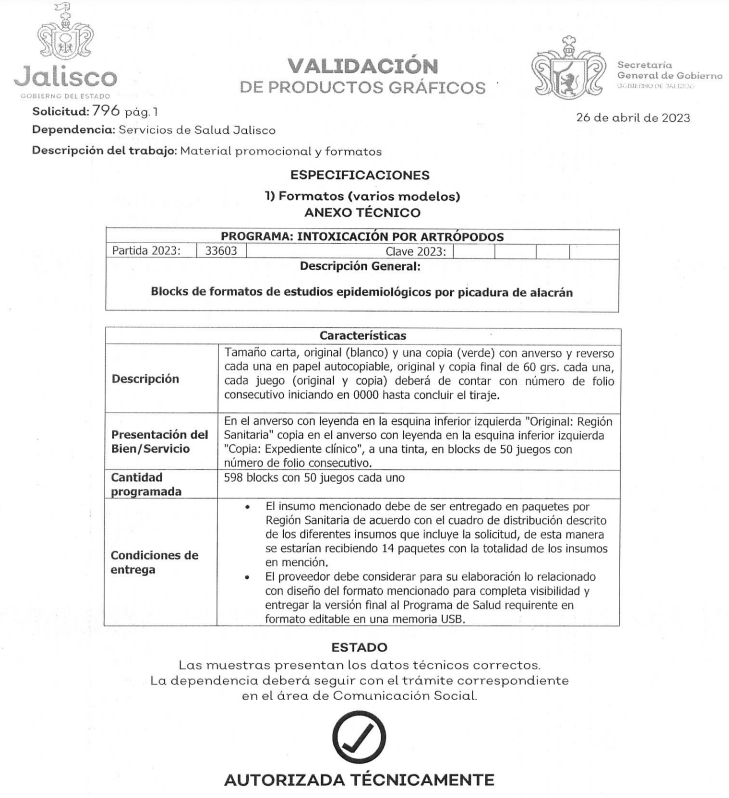 Jalisco
GOBIERNO DEL ESTADO
VALIDACIÓN
DE PRODUCTOS GRÁFICOS
Secretaría
General de Gobierno
GOBIERNO DE JALISCO
Solicitud: 796 pág. 1
26 de abril de 2023
Dependencia: Servicios de Salud Jalisco
Descripción del trabajo: Material promocional y formatos
ESPECIFICACIONES
1) Formatos (varios modelos)
ANEXO TÉCNICO
PROGRAMA: INTOXICACIÓN POR ARTRÓPODOS
Partida 2023: 33603 Clave 2023:
Descripción General:
Blocks de formatos de estudios epidemiológicos por picadura de alacrán
Características
Descripción
Tamaño carta, original (blanco) y una copia (verde) con anverso y reverso
cada una en papel autocopiable, original y copia final de 60 grs. cada una,
cada juego (original y copia) deberá de contar con número de folio
consecutivo iniciando en 0000 hasta concluir el tiraje.
Presentación del
Bien/Servicio
En el anverso con leyenda en la esquina inferior izquierda "Original: Región
Sanitaria" copia en el anverso con leyenda en la esquina inferior izquierda
"Copia: Expediente clínico", a una tinta, en blocks de 50 juegos con
número de folio consecutivo.
Cantidad
programada
598 blocks con 50 juegos cada uno
Condiciones de
entrega
• El insumo mencionado debe de ser entregado en paquetes por
Región Sanitaria de acuerdo con el cuadro de distribución descrito
de los diferentes insumos que incluye la solicitud, de esta manera
se estarían recibiendo 14 paquetes con la totalidad de los insumos
en mención.
• El proveedor debe considerar para su elaboración lo relacionado
con diseño del formato mencionado para completa visibilidad y
entregar la versión final al Programa de Salud requirente en
formato editable en una memoria USB.
ESTADO
Las muestras presentan los datos técnicos correctos.
La dependencia deberá seguir con el trámite correspondiente
en el área de Comunicación Social.
AUTORIZADA TÉCNICAMENTE